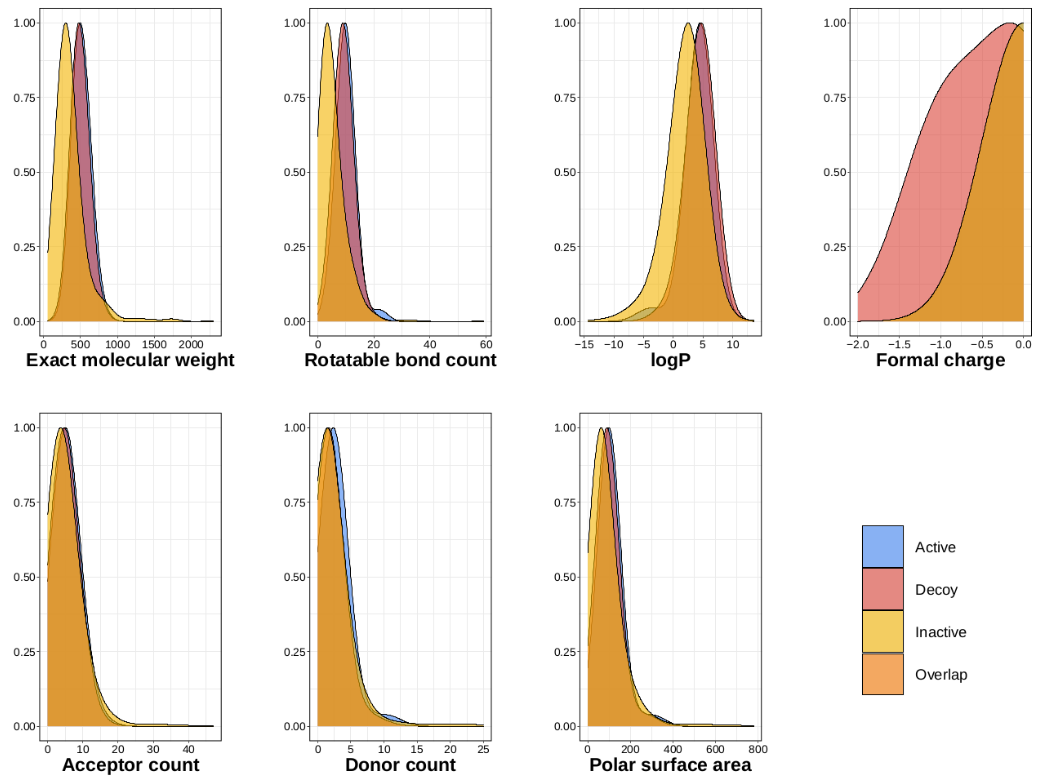 1.00
0.75
0.50
0.25
0.00
0 500 1000 1500 2000
Exact molecular weight
1.00
0.75
0.50
0.25
0.00
0 20 40 60
Rotatable bond count
1.00
0.75
0.50
0.25
0.00
−15 −10 −5 0 5 10
logP
1.00
0.75
0.50
0.25
0.00
−2.0 −1.5 −1.0 −0.5 0.0
Formal charge
1.00
0.75
0.50
0.25
0.00
0 10 20 30 40
Acceptor count
1.00
0.75
0.50
0.25
0.00
0 5 10 15 20 25
Donor count
1.00
0.75
0.50
0.25
0.00
0 200 400 600 800
Polar surface area
Active
Decoy
Inactive
Overlap